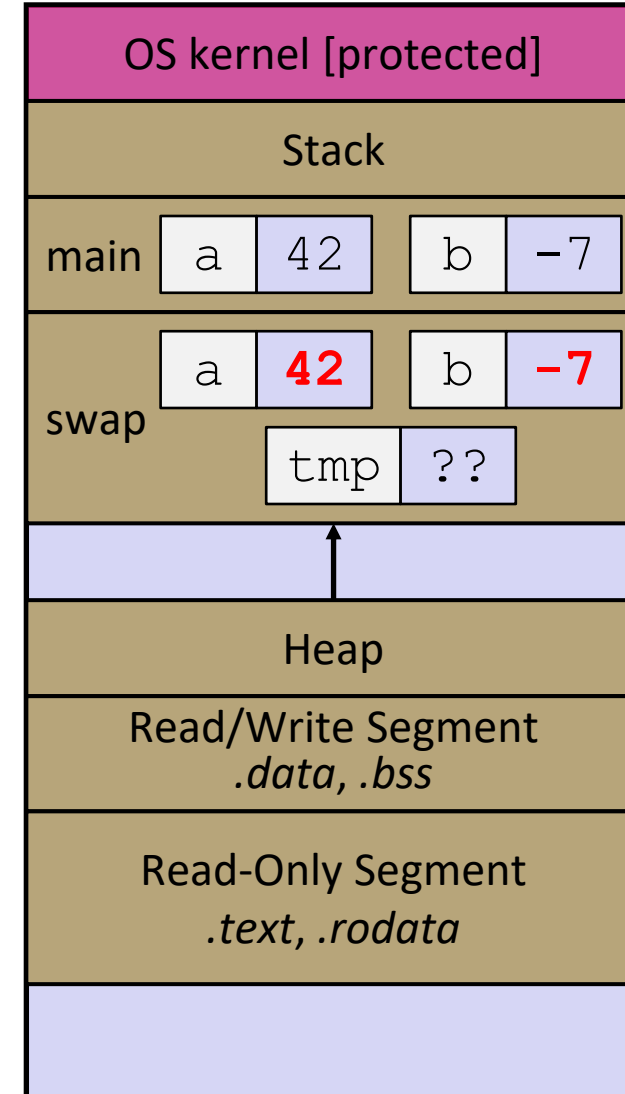 OS kernel [protected]
Stack
main a 42 b -7
swap a 42 b -7
tmp ??
Heap
Read/Write Segment
.data, .bss
Read-Only Segment
.text, .rodata